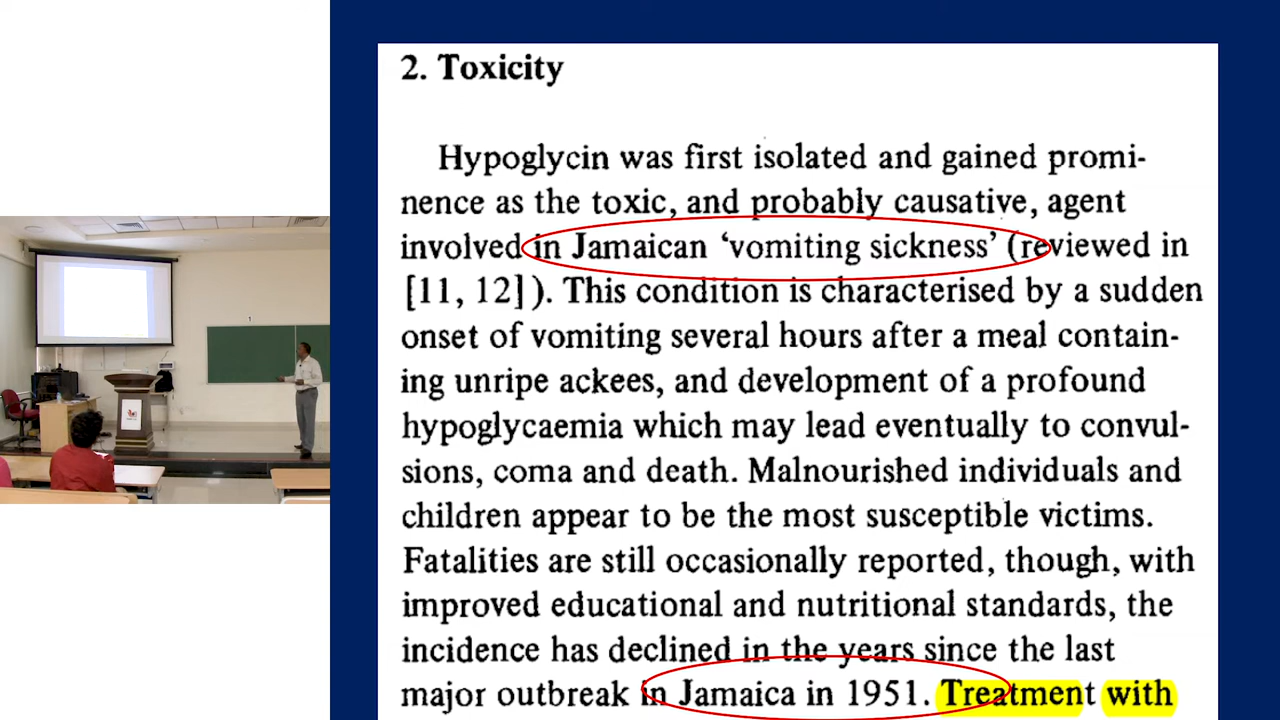 2. Toxicity
Hypoglycin was first isolated and gained promi-
nence as the toxic, and probably causative, agent
involved in Jamaican ‘vomiting sickness’ (reviewed in
[11, 12]). This condition is characterised by a sudden
onset of vomiting several hours after a meal contain-
ing unripe ackees, and development of a profound
hypoglycaemia which may lead eventually to convul-
sions, coma and death. Malnourished individuals and
children appear to be the most susceptible victims.
Fatalities are still occasionally reported, though, with
improved educational and nutritional standards, the
incidence has declined in the years since the last
major outbreak in Jamaica in 1951. Treatment with